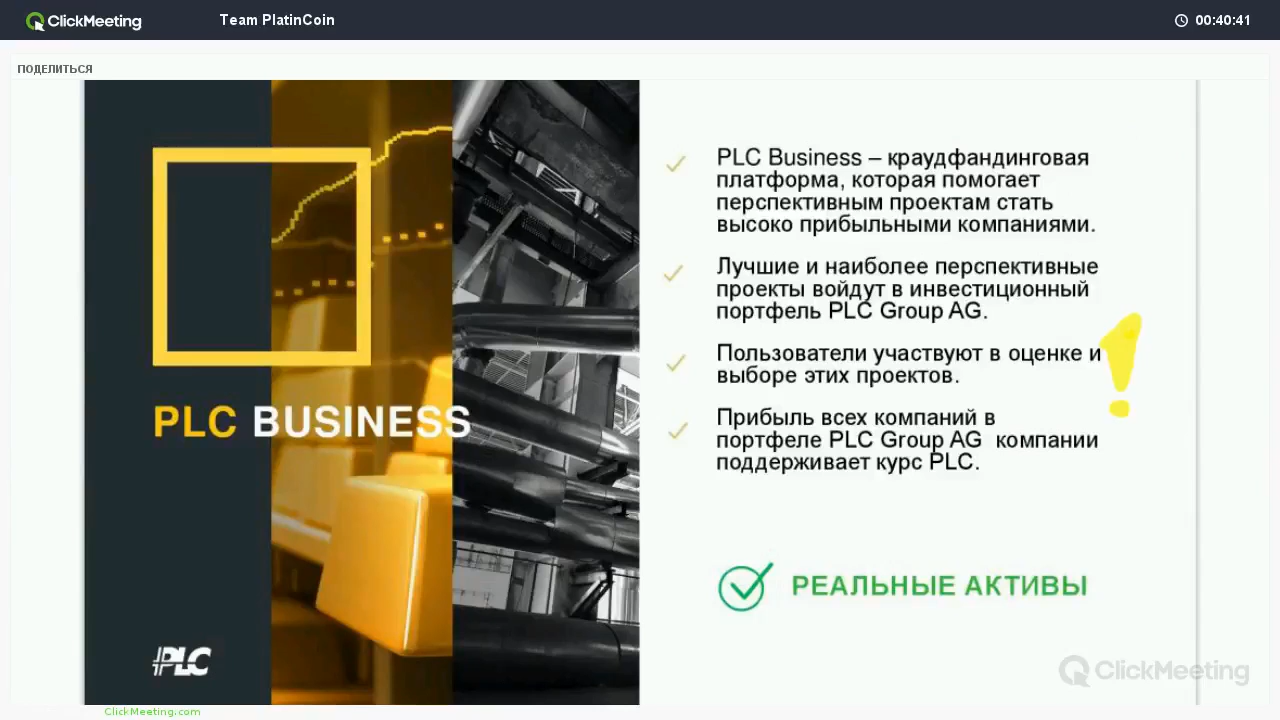 ClickMeeting
Team PlatinCoin
00:40:41
ПОДЕЛИТЬСЯ
PLC BUSINESS
PLC
PLC Business – краудфандинговая
платформа, которая помогает
перспективным проектам стать
высоко прибыльными компаниями.
Лучшие и наиболее перспективные
проекты войдут в инвестиционный
портфель PLC Group AG.
Пользователи участвуют в оценке и
выборе этих проектов.
Прибыль всех компаний в
портфеле PLC Group AG  компании
поддерживает курс PLC.
РЕАЛЬНЫЕ АКТИВЫ
ClickMeeting
ClickMeeting.com